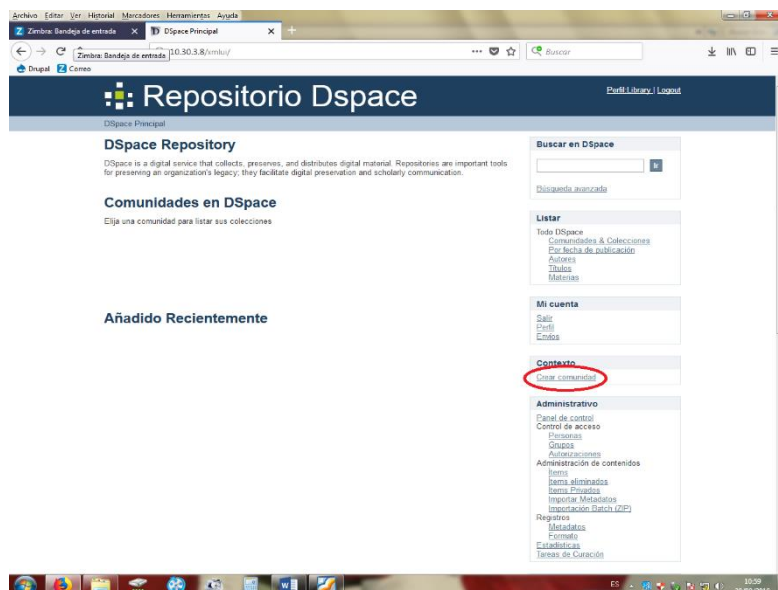 Archivo Editar Ver Historial Marcadores Herramientas Ayuda
Zimbra: Bandeja de entrada
DSpace Principal
10.30.3.8/xmlui/
Buscar
Zimbra: Bandeja de entrada
Drupal Correo
Repositorio Dspace
Perfil:Library | Logout
DSpace Principal
DSpace Repository
DSpace is a digital service that collects, preserves, and distributes digital material. Repositories are important tools
for preserving an organization's legacy; they facilitate digital preservation and scholarly communication.
Comunidades en DSpace
Elija una comunidad para listar sus colecciones
Añadido Recientemente
Buscar en DSpace
Ir
Búsqueda avanzada
Listar
Todo DSpace
Comunidades & Colecciones
Por fecha de publicación
Autores
Títulos
Materias
Mi cuenta
Salir
Perfil
Envíos
Contexto
Crear comunidad
Administrativo
Panel de control
Control de acceso
Personas
Grupos
Autorizaciones
Administración de contenidos
Items
Items eliminados
Items Privados
Importar Metadatos
Importación Batch (ZIP)
Registros
Metadatos
Formato
Estadísticas
Tareas de Curación
ES
10:59